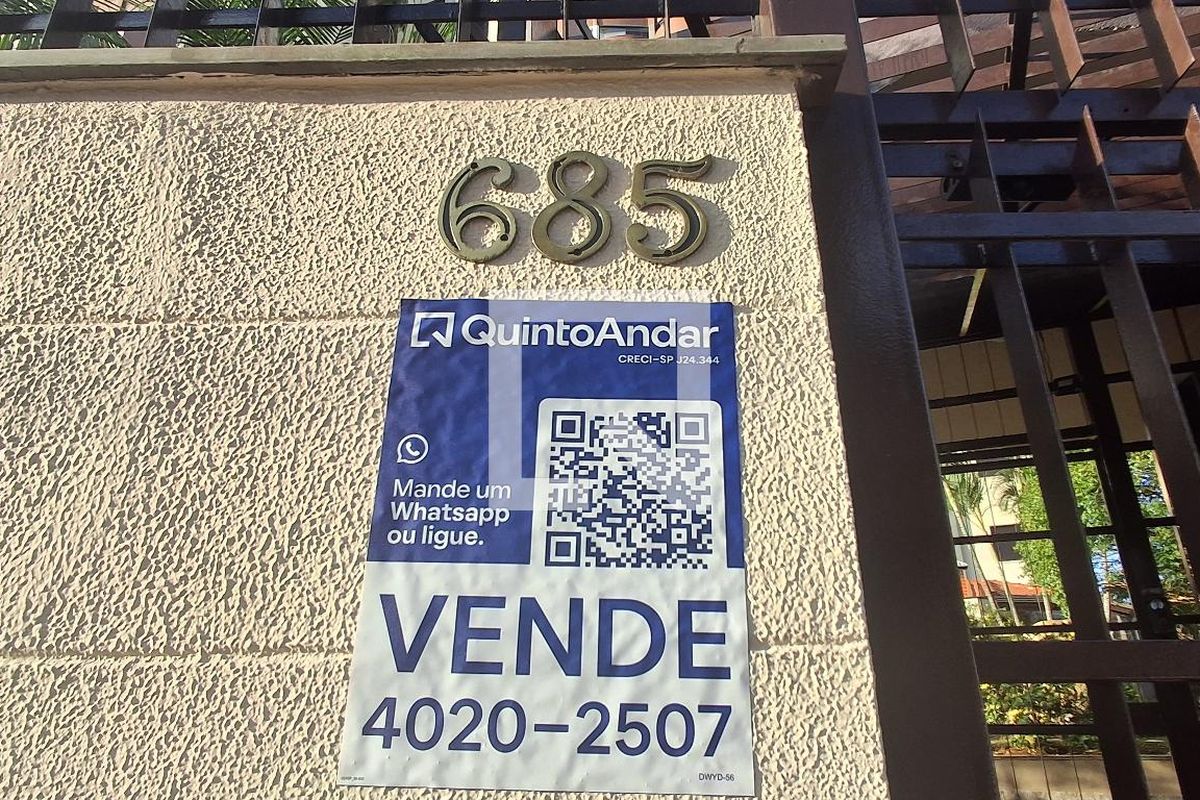 685
QuintoAndar
CRECI-SP J24.344
Mande um
Whatsapp
ou ligue.
VENDE
4020-2507
DWYD-56